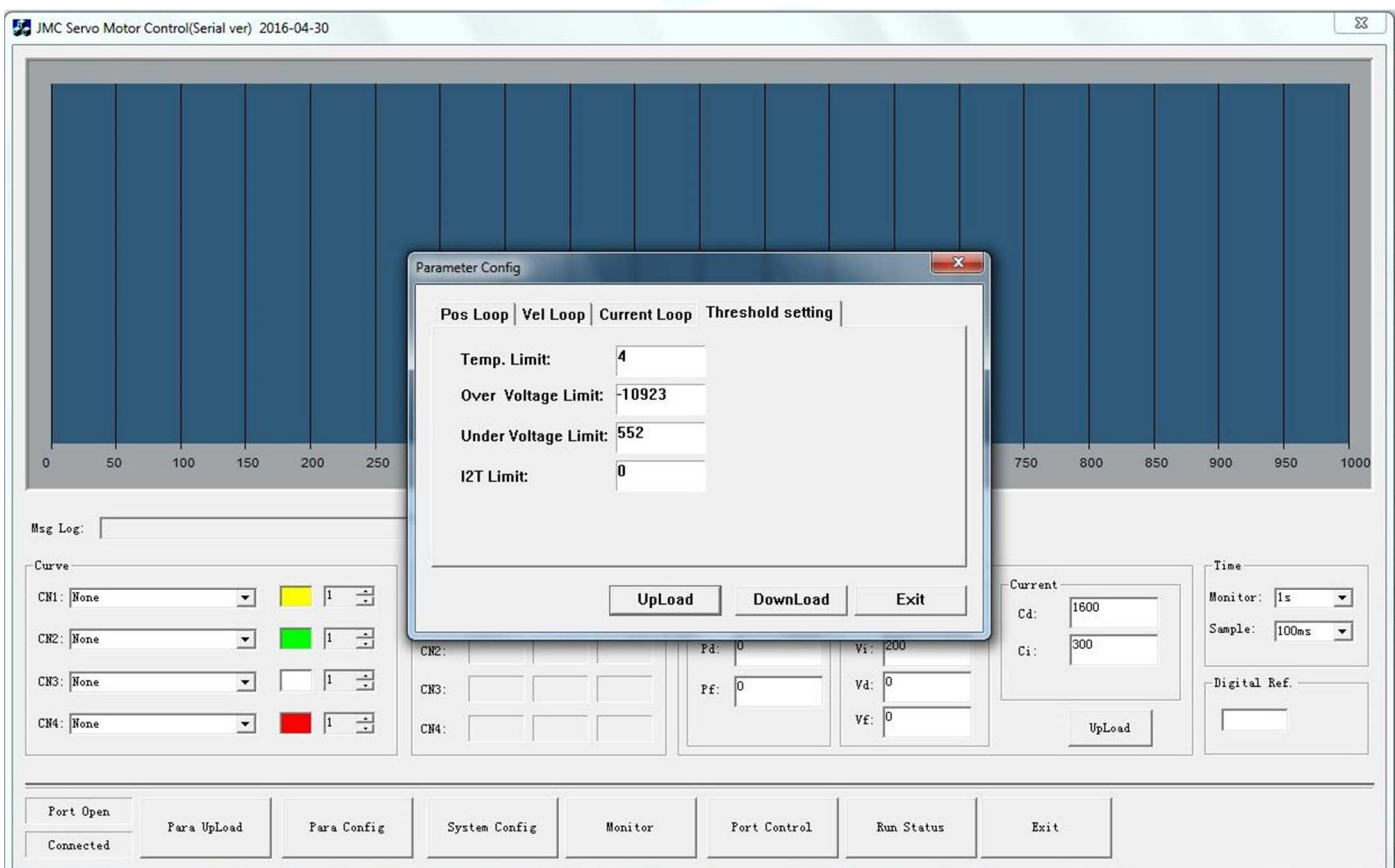 JMC Servo Motor Control(Serial ver) 2016-04-30
Parameter Config
Pos Loop Vel Loop Current Loop Threshold setting
Temp. Limit: 4
Over Voltage Limit: -10923
Under Voltage Limit: 552
I2T Limit: 0
UpLoad DownLoad Exit
0 50 100 150 200 250 750 800 850 900 950 1000
Msg Log:
Curve
CN1: None 1
CN2: None 1
CN3: None 1
CN4: None 1
CN2:
CN3:
CN4:
Pd: 0
Pf: 0
Vi: 200
Vd: 0
Vf: 0
Current
Cd: 1600
Ci: 300
UpLoad
Time
Monitor: 1s
Sample: 100ms
Digital Ref.
Port Open
Connected
Para UpLoad Para Config System Config Monitor Port Control Run Status Exit